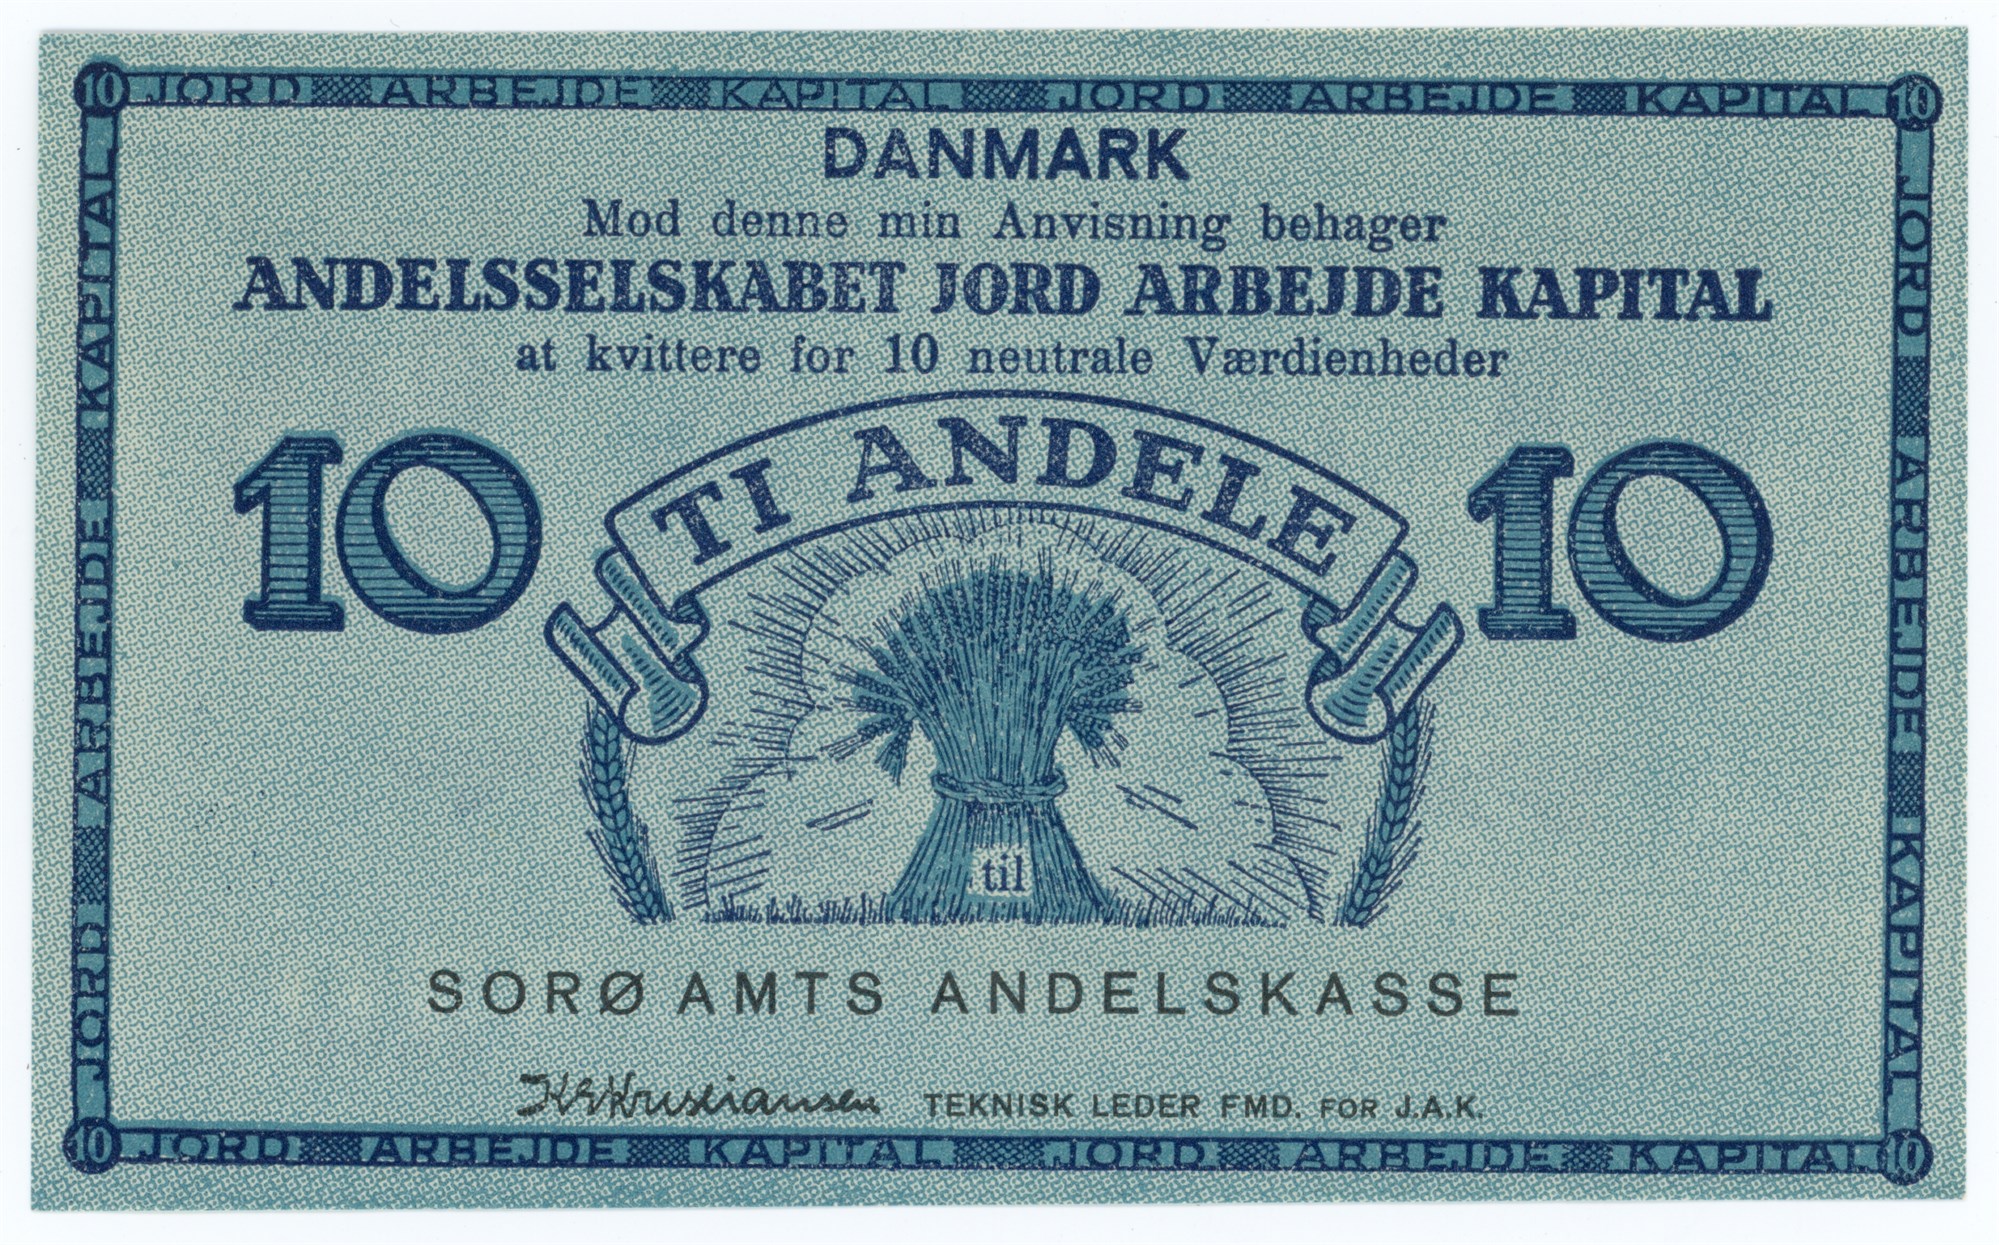 10 JORD ARBEJDE KAPITAL JORD ARBEJDE KAPITAL 10
DANMARK
Mod denne min Anvisning behager
ANDELSSELSKABET JORD ARBEJDE KAPITAL
at kvittere for 10 neutrale Værdienheder
10 TI ANDELE 10
til
SORØ AMTS ANDELSKASSE
K E Kristiansen TEKNISK LEDER FMD. FOR J.A.K.
JORD ARBEJDE KAPITAL
JORD ARBEJDE KAPITAL
10 JORD ARBEJDE KAPITAL JORD ARBEJDE KAPITAL 10